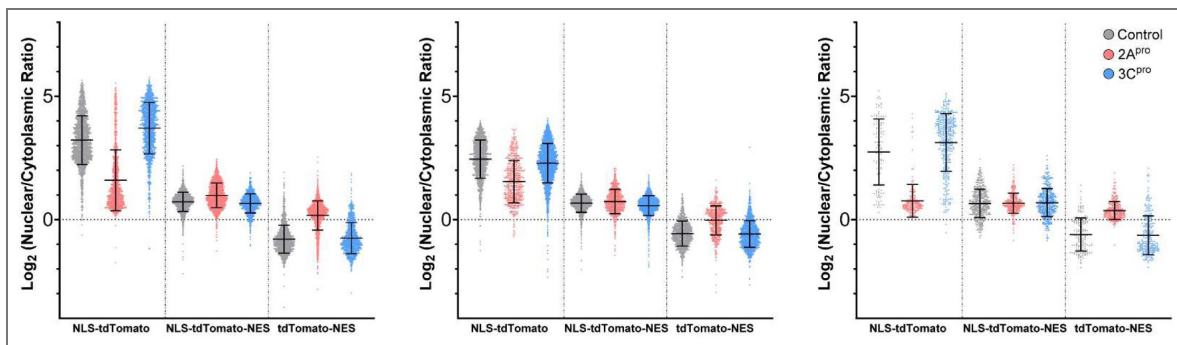 Log₂ (Nuclear/Cytoplasmic Ratio)
5
0
NLS-tdTomato
NLS-tdTomato-NES
tdTomato-NES
Log₂ (Nuclear/Cytoplasmic Ratio)
5
0
NLS-tdTomato
NLS-tdTomato-NES
tdTomato-NES
Log₂ (Nuclear/Cytoplasmic Ratio)
5
0
NLS-tdTomato
NLS-tdTomato-NES
tdTomato-NES
Control
2Aᵖʳᵒ
3Cᵖʳᵒ